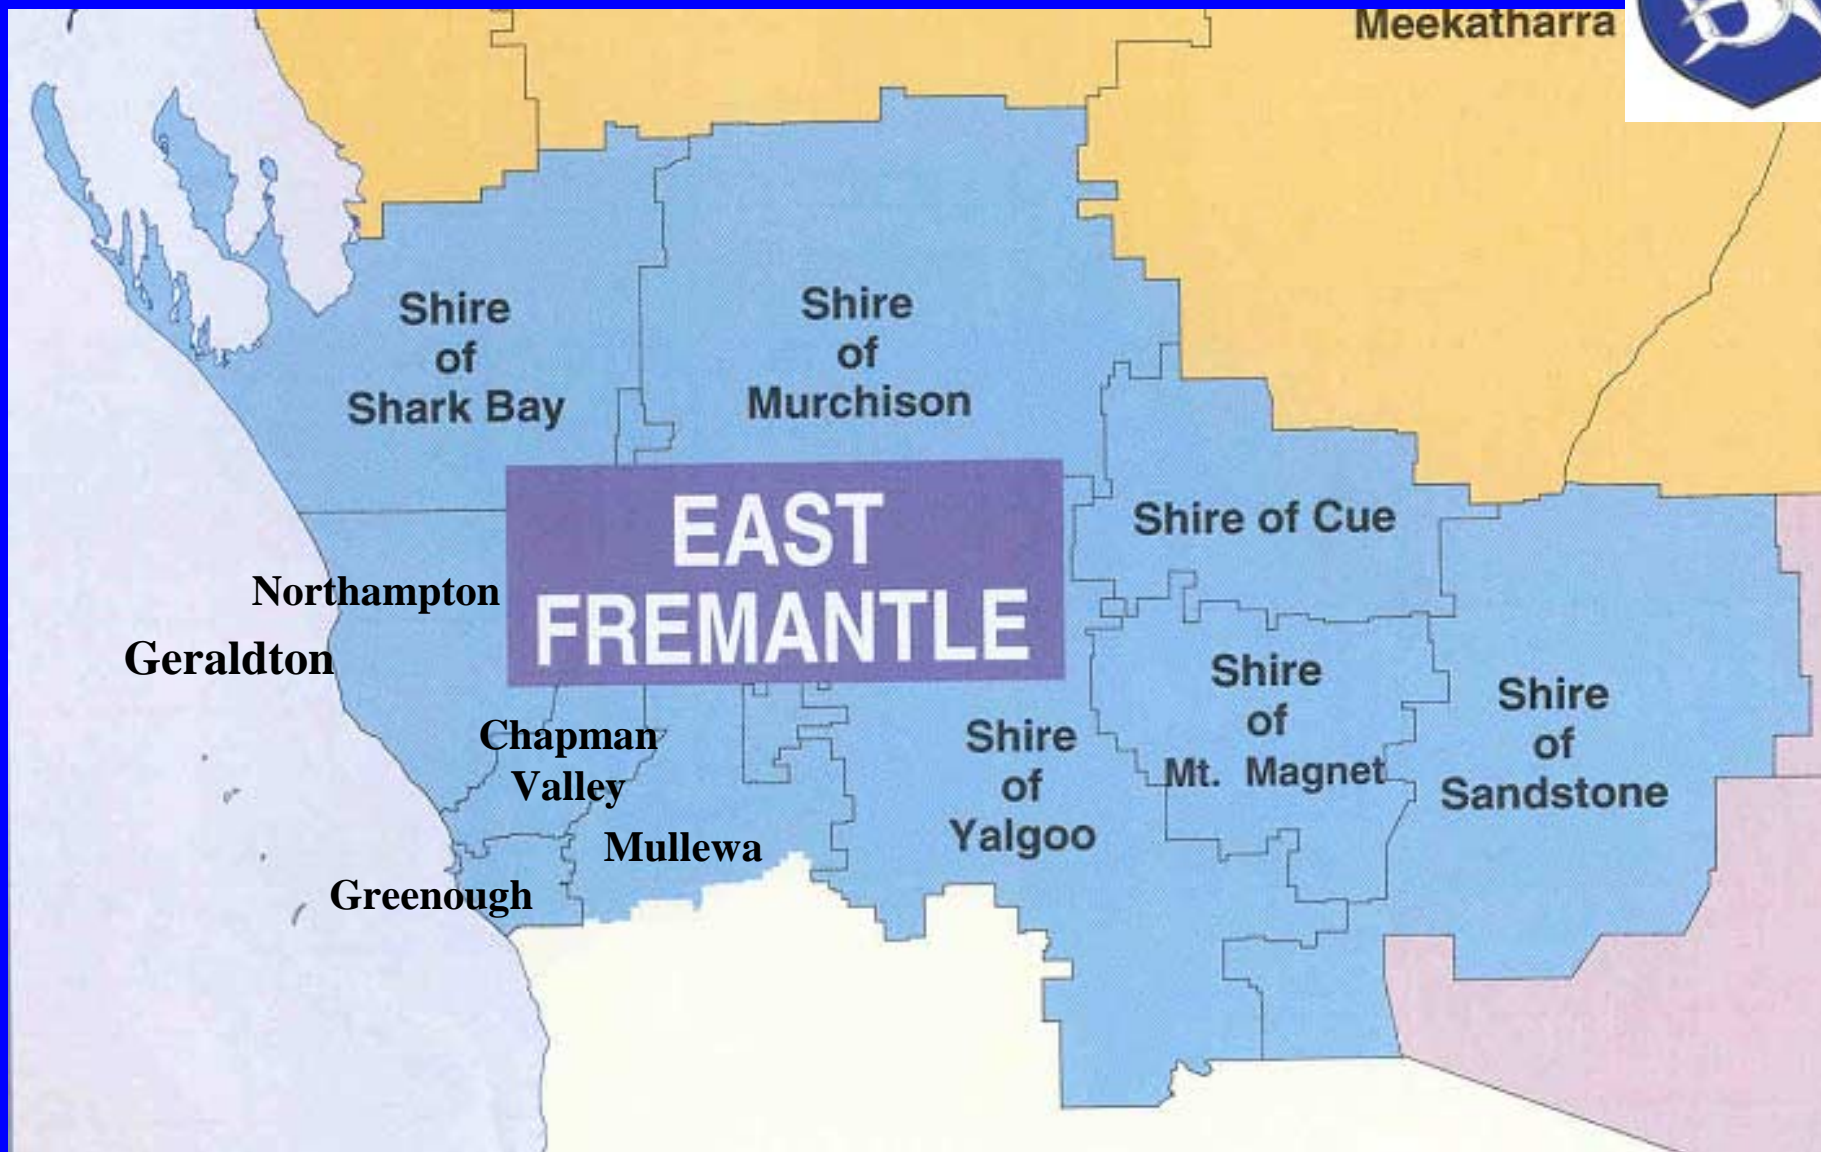 Meekatharra
Shire
of
Shark Bay
Shire
of
Murchison
EAST
FREMANTLE
Shire of Cue
Northampton
Geraldton
Shire
of
Mt. Magnet
Shire
of
Sandstone
Chapman
Valley
Shire
of
Yalgoo
Mullewa
Greenough